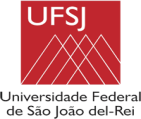 UFSJ
Universidade Federal
de São João del-Rei